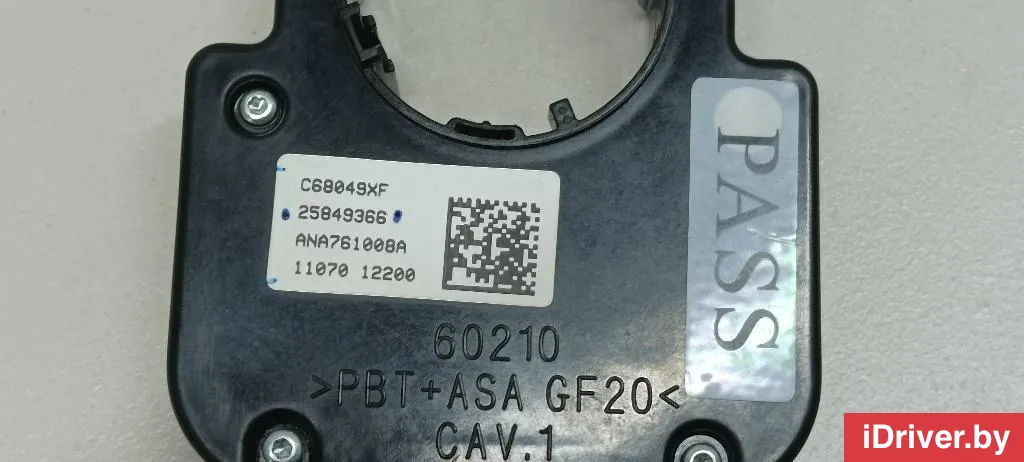 C68049XF
25849366
ANA761008A
11070 12200
PASS
60210
>PBT+ASA GF20<
CAV.1
iDriver.by